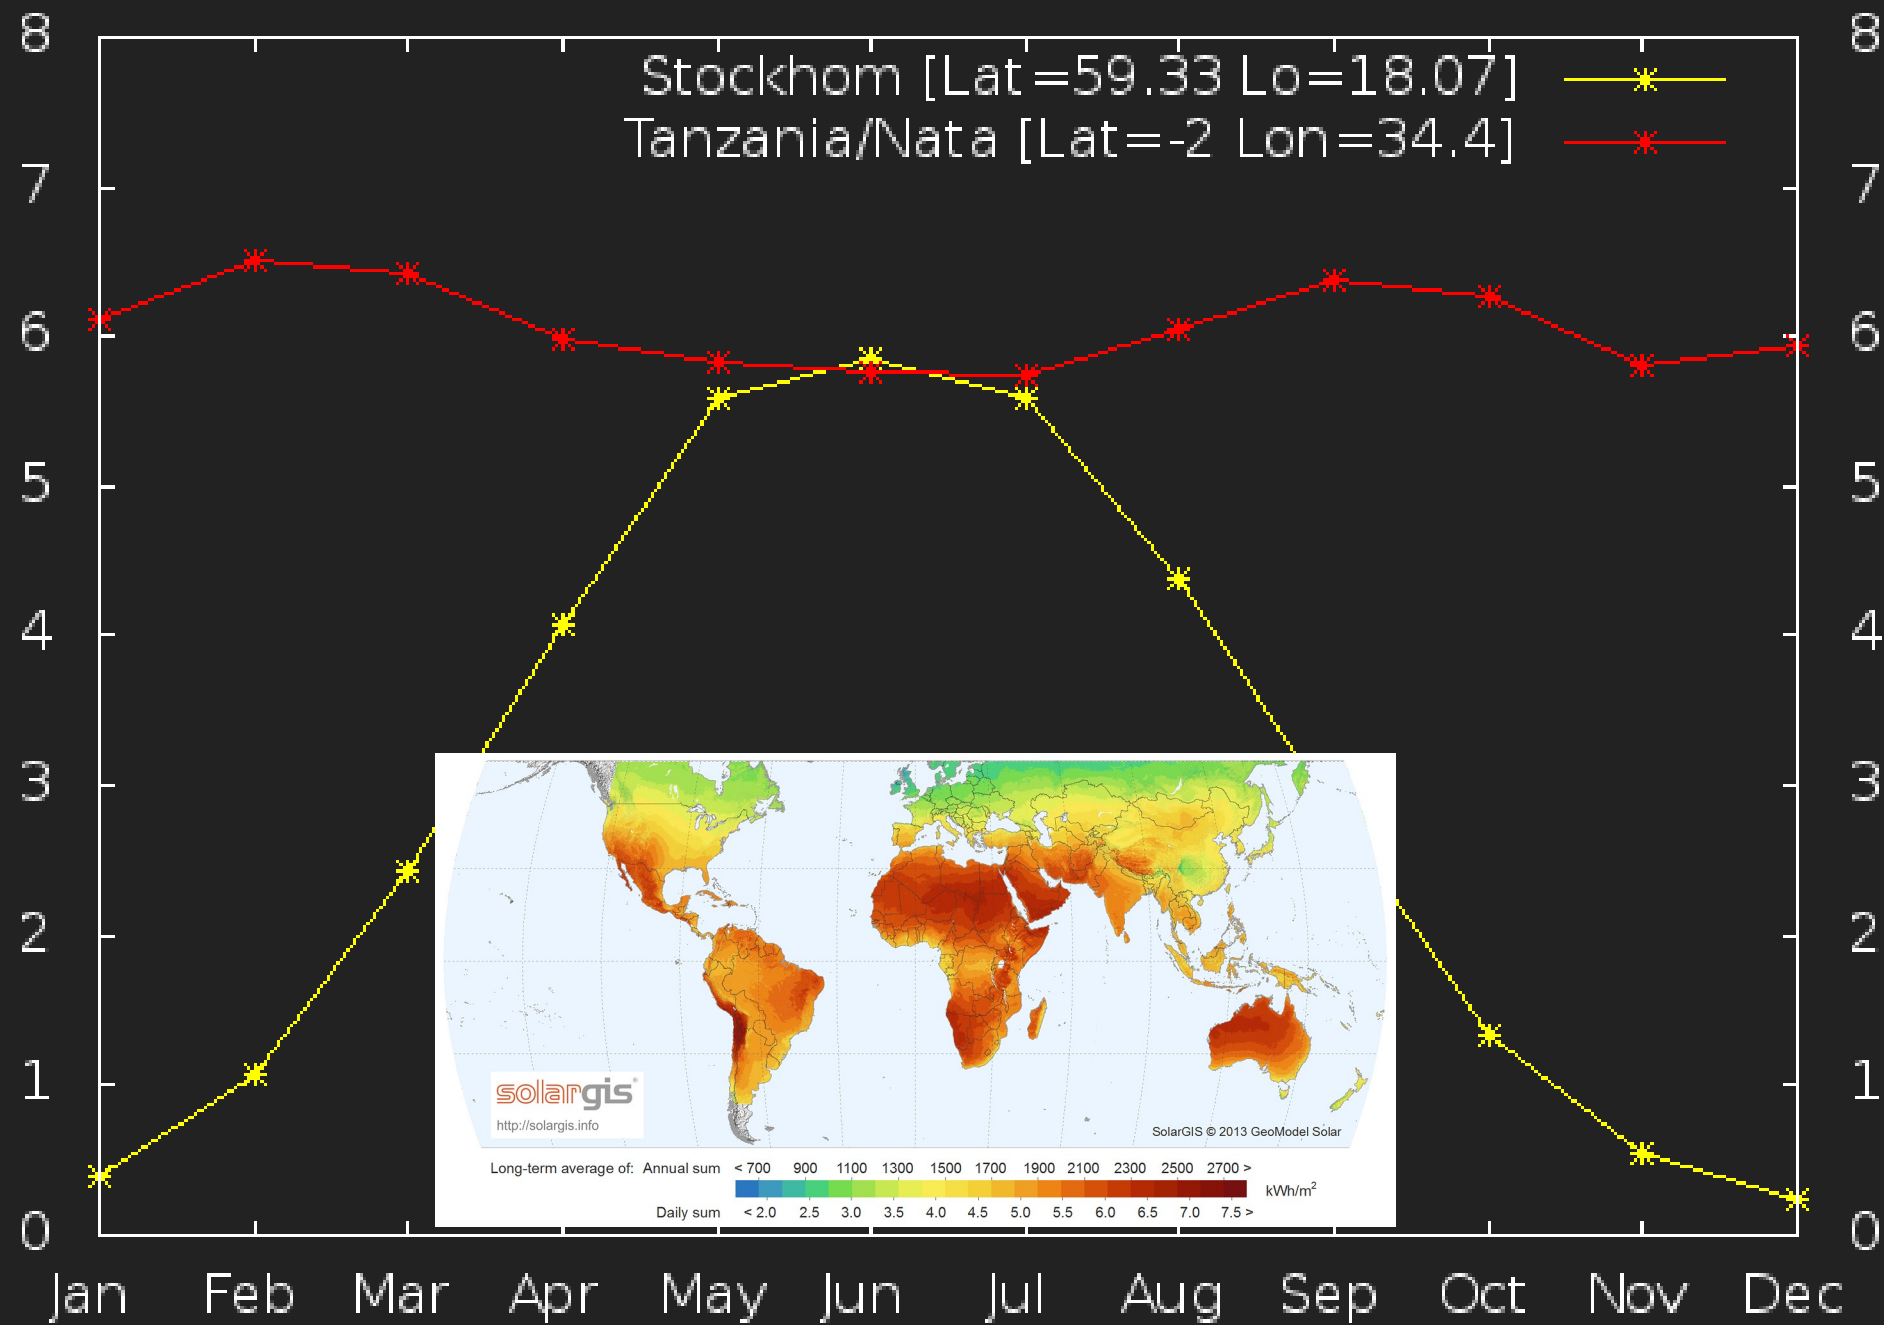 8
8
Stockhom [Lat=59.33 Lo=18.07]
Tanzania/Nata [Lat=-2 Lon=34.4]
7
7
6
6
5
5
4
4
3
3
2
2
1
1
solargis
http://solargis.info
SolarGIS © 2013 GeoModel Solar
Long-term average of: Annual sum < 700 900 1100 1300 1500 1700 1900 2100 2300 2500 2700 >
kWh/m²
Daily sum < 2.0 2.5 3.0 3.5 4.0 4.5 5.0 5.5 6.0 6.5 7.0 7.5 >
0
0
Jan Feb Mar Apr May Jun Jul Aug Sep Oct Nov Dec